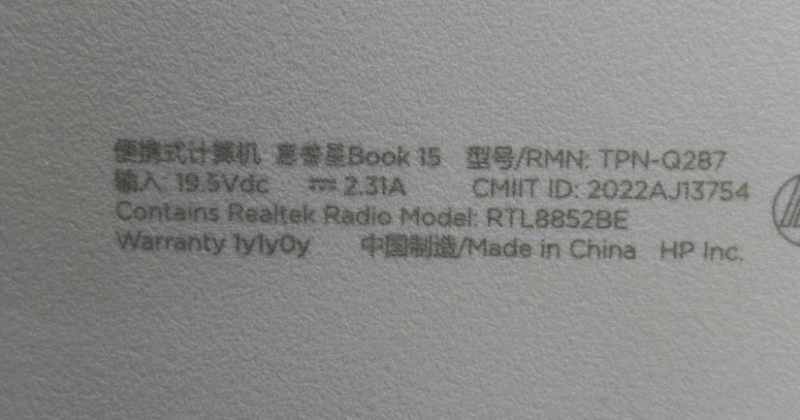 便携式计算机 惠普星Book 15 型号/RMN: TPN-Q287
输入 19.5Vdc ⎓ 2.31A CMIIT ID: 2022AJ13754
Contains Realtek Radio Model: RTL8852BE
Warranty 1y1y0y 中国制造/Made in China HP Inc.